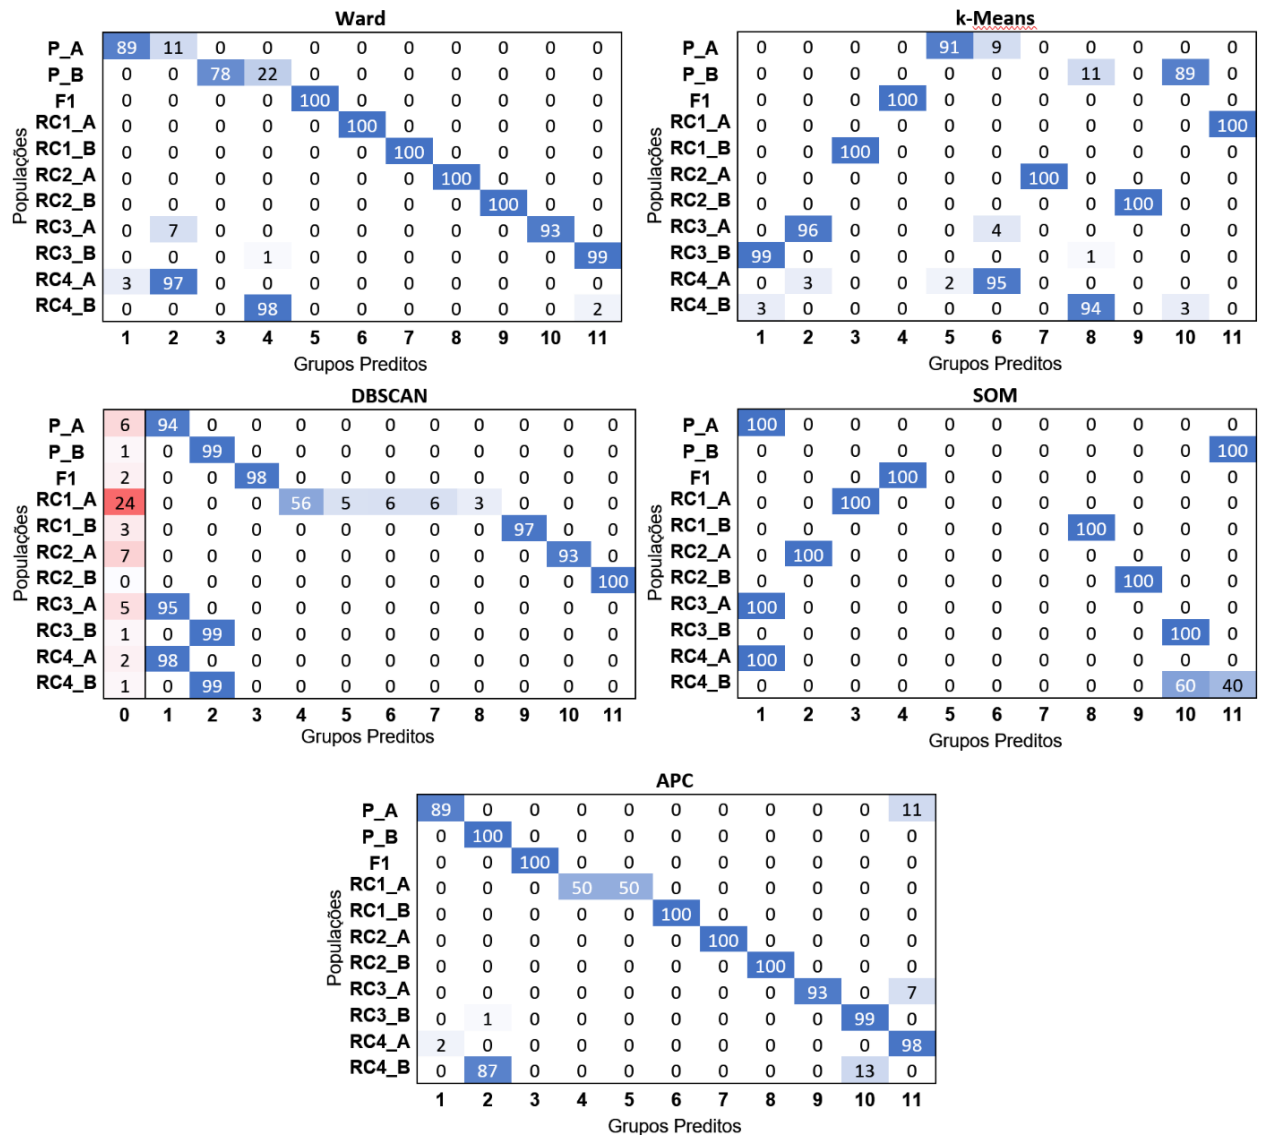 Ward
P_A 89 11 0 0 0 0 0 0 0 0 0
P_B 0 0 78 22 0 0 0 0 0 0 0
F1 0 0 0 0 100 0 0 0 0 0 0
RC1_A 0 0 0 0 0 100 0 0 0 0 0
RC1_B 0 0 0 0 0 0 100 0 0 0 0
RC2_A 0 0 0 0 0 0 0 100 0 0 0
RC2_B 0 0 0 0 0 0 0 0 100 0 0
RC3_A 0 7 0 0 0 0 0 0 0 93 0
RC3_B 0 0 0 1 0 0 0 0 0 0 99
RC4_A 3 97 0 0 0 0 0 0 0 0 0
RC4_B 0 0 0 98 0 0 0 0 0 0 2
1 2 3 4 5 6 7 8 9 10 11
Populações
Grupos Preditos
k-Means
P_A 0 0 0 0 91 9 0 0 0 0 0
P_B 0 0 0 0 0 0 0 11 0 89 0
F1 0 0 0 100 0 0 0 0 0 0 0
RC1_A 0 0 0 0 0 0 0 0 0 0 100
RC1_B 0 0 100 0 0 0 0 0 0 0 0
RC2_A 0 0 0 0 0 0 100 0 0 0 0
RC2_B 0 0 0 0 0 0 0 0 100 0 0
RC3_A 0 96 0 0 0 4 0 0 0 0 0
RC3_B 99 0 0 0 0 0 0 1 0 0 0
RC4_A 0 3 0 0 2 95 0 0 0 0 0
RC4_B 3 0 0 0 0 0 0 94 0 3 0
1 2 3 4 5 6 7 8 9 10 11
Populações
Grupos Preditos
DBSCAN
P_A 6 94 0 0 0 0 0 0 0 0 0 0
P_B 1 0 99 0 0 0 0 0 0 0 0 0
F1 2 0 0 98 0 0 0 0 0 0 0 0
RC1_A 24 0 0 0 56 5 6 6 3 0 0 0
RC1_B 3 0 0 0 0 0 0 0 0 97 0 0
RC2_A 7 0 0 0 0 0 0 0 0 0 93 0
RC2_B 0 0 0 0 0 0 0 0 0 0 0 100
RC3_A 5 95 0 0 0 0 0 0 0 0 0 0
RC3_B 1 0 99 0 0 0 0 0 0 0 0 0
RC4_A 2 98 0 0 0 0 0 0 0 0 0 0
RC4_B 1 0 99 0 0 0 0 0 0 0 0 0
0 1 2 3 4 5 6 7 8 9 10 11
Populações
Grupos Preditos
SOM
P_A 100 0 0 0 0 0 0 0 0 0 0
P_B 0 0 0 0 0 0 0 0 0 0 100
F1 0 0 0 100 0 0 0 0 0 0 0
RC1_A 0 0 100 0 0 0 0 0 0 0 0
RC1_B 0 0 0 0 0 0 0 100 0 0 0
RC2_A 0 100 0 0 0 0 0 0 0 0 0
RC2_B 0 0 0 0 0 0 0 0 100 0 0
RC3_A 100 0 0 0 0 0 0 0 0 0 0
RC3_B 0 0 0 0 0 0 0 0 0 100 0
RC4_A 100 0 0 0 0 0 0 0 0 0 0
RC4_B 0 0 0 0 0 0 0 0 0 60 40
1 2 3 4 5 6 7 8 9 10 11
Populações
Grupos Preditos
APC
P_A 89 0 0 0 0 0 0 0 0 0 11
P_B 0 100 0 0 0 0 0 0 0 0 0
F1 0 0 100 0 0 0 0 0 0 0 0
RC1_A 0 0 0 50 50 0 0 0 0 0 0
RC1_B 0 0 0 0 0 100 0 0 0 0 0
RC2_A 0 0 0 0 0 0 100 0 0 0 0
RC2_B 0 0 0 0 0 0 0 100 0 0 0
RC3_A 0 0 0 0 0 0 0 0 93 0 7
RC3_B 0 1 0 0 0 0 0 0 0 99 0
RC4_A 2 0 0 0 0 0 0 0 0 0 98
RC4_B 0 87 0 0 0 0 0 0 0 13 0
1 2 3 4 5 6 7 8 9 10 11
Populações
Grupos Preditos